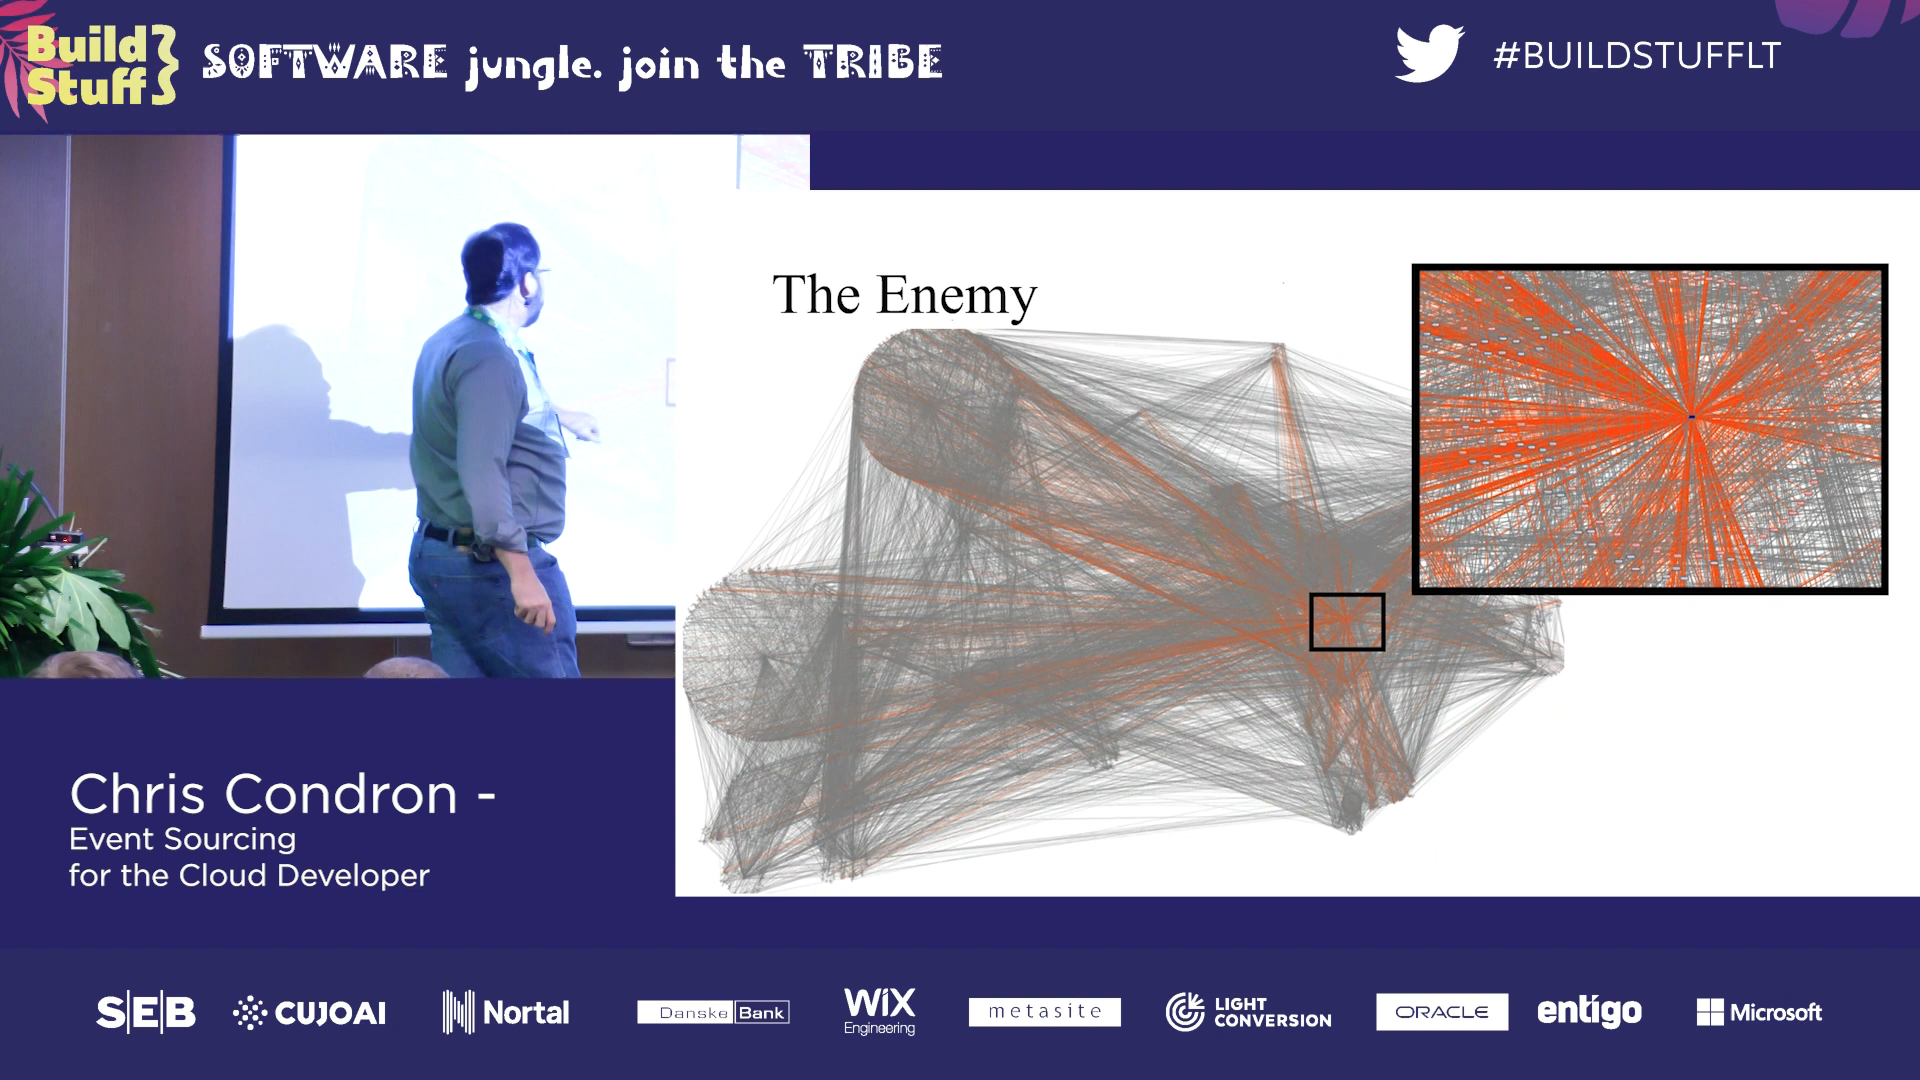 Build
Stuff
SOFTWARE jungle. join the TRIBE
#BUILDSTUFFLT
The Enemy
Chris Condron -
Event Sourcing
for the Cloud Developer
S|E|B
CUJOAI
Nortal
Danske Bank
WiX
Engineering
metasite
LIGHT
CONVERSION
ORACLE
entigo
Microsoft